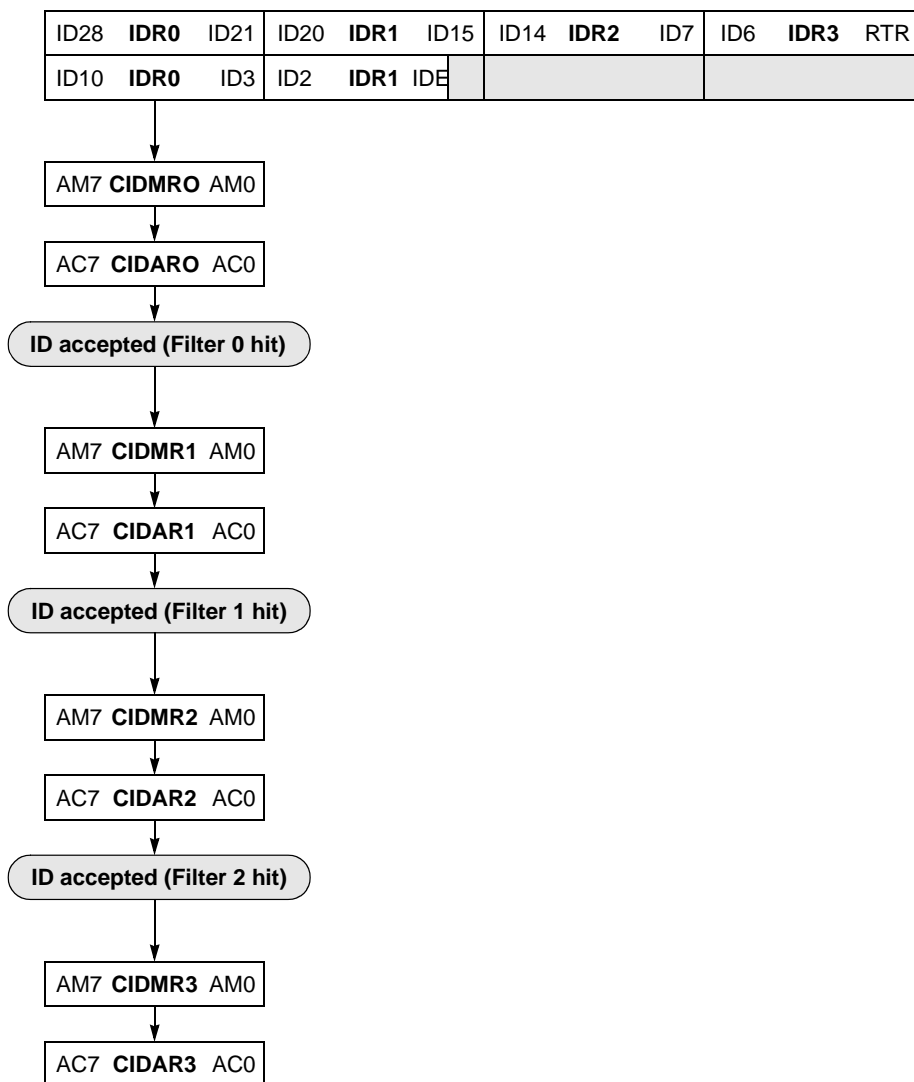 ID28 IDR0 ID21 ID20 IDR1 ID15 ID14 IDR2 ID7 ID6 IDR3 RTR
ID10 IDR0 ID3 ID2 IDR1 IDE
AM7 CIDMRO AM0
AC7 CIDARO AC0
ID accepted (Filter 0 hit)
AM7 CIDMR1 AM0
AC7 CIDAR1 AC0
ID accepted (Filter 1 hit)
AM7 CIDMR2 AM0
AC7 CIDAR2 AC0
ID accepted (Filter 2 hit)
AM7 CIDMR3 AM0
AC7 CIDAR3 AC0